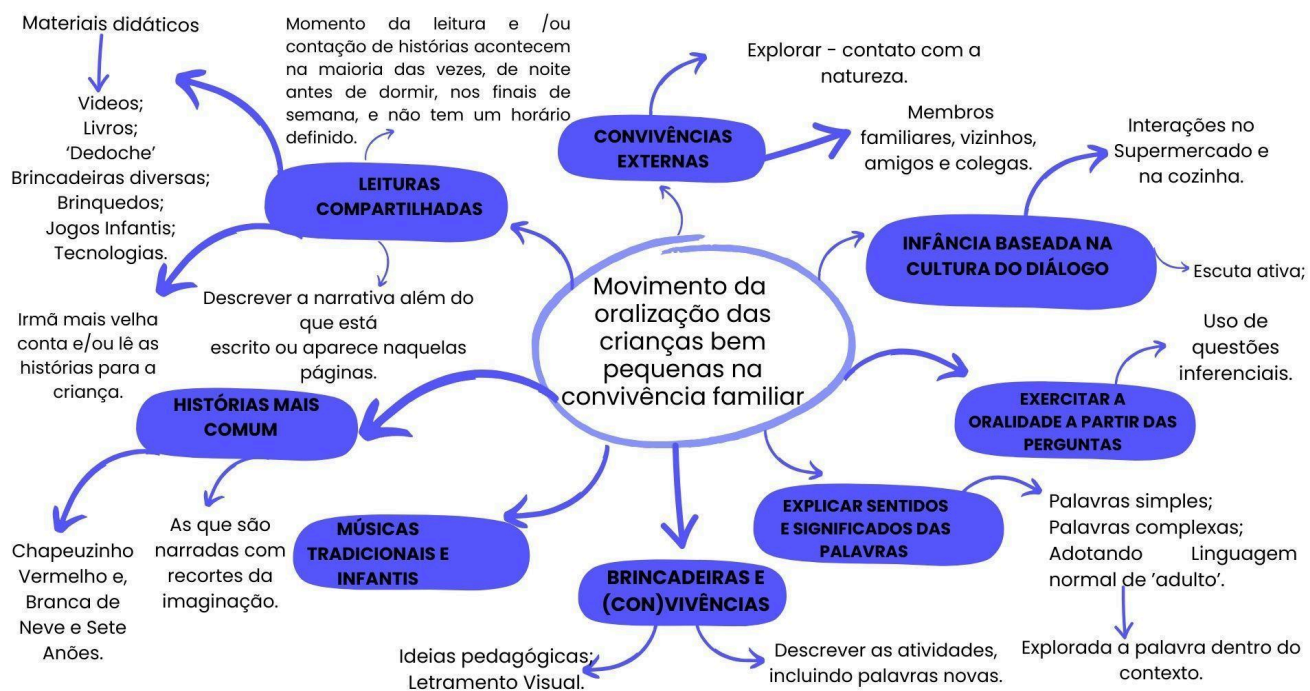 Materiais didáticos
Videos;
Livros;
‘Dedoche’
Brincadeiras diversas;
Brinquedos;
Jogos Infantis;
Tecnologias.
Momento da leitura e /ou
contação de histórias acontecem
na maioria das vezes, de noite
antes de dormir, nos finais de
semana, e não tem um horário
definido.
LEITURAS
COMPARTILHADAS
Irmã mais velha
conta e/ou lê as
histórias para a
criança.
Descrever a narrativa além do
que está
escrito ou aparece naquelas
páginas.
CONVIVÊNCIAS
EXTERNAS
Explorar - contato com a
natureza.
Membros
familiares, vizinhos,
amigos e colegas.
INFÂNCIA BASEADA NA
CULTURA DO DIÁLOGO
Interações no
Supermercado e
na cozinha.
Escuta ativa;
Movimento da
oralização das
crianças bem
pequenas na
convivência familiar
EXERCITAR A
ORALIDADE A PARTIR DAS
PERGUNTAS
Uso de
questões
inferenciais.
HISTÓRIAS MAIS
COMUM
Chapeuzinho
Vermelho e,
Branca de
Neve e Sete
Anões.
As que são
narradas com
recortes da
imaginação.
MÚSICAS
TRADICIONAIS E
INFANTIS
BRINCADEIRAS E
(CON)VIVÊNCIAS
Ideias pedagógicas;
Letramento Visual.
Descrever as atividades,
incluindo palavras novas.
EXPLICAR SENTIDOS
E SIGNIFICADOS DAS
PALAVRAS
Palavras simples;
Palavras complexas;
Adotando Linguagem
normal de ’adulto’.
Explorada a palavra dentro do
contexto.